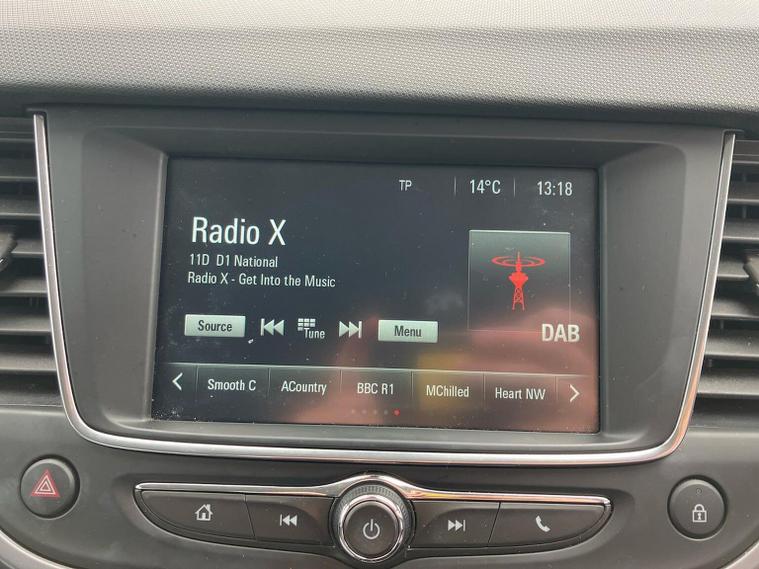 TP 14°C 13:18
Radio X
11D D1 National
Radio X - Get Into the Music
DAB
Source Tune Menu
Smooth C ACountry BBC R1 MChilled Heart NW